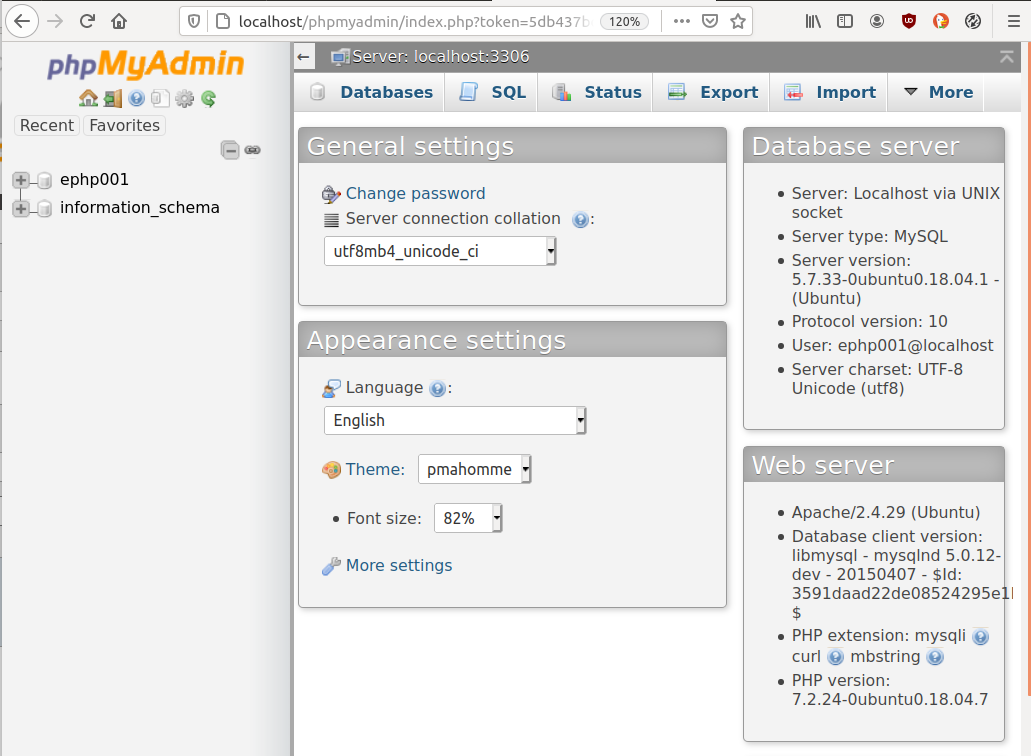 localhost/phpmyadmin/index.php?token=5db437b
120%
phpMyAdmin
Recent
Favorites
ephp001
information_schema
Server: localhost:3306
Databases
SQL
Status
Export
Import
More
General settings
Change password
Server connection collation :
utf8mb4_unicode_ci
Appearance settings
Language :
English
Theme:
pmahomme
Font size:
82%
More settings
Database server
Server: Localhost via UNIX
socket
Server type: MySQL
Server version:
5.7.33-0ubuntu0.18.04.1 -
(Ubuntu)
Protocol version: 10
User: ephp001@localhost
Server charset: UTF-8
Unicode (utf8)
Web server
Apache/2.4.29 (Ubuntu)
Database client version:
libmysql - mysqlnd 5.0.12-
dev - 20150407 - $Id:
3591daad22de08524295e1
$
PHP extension: mysqli
curl mbstring
PHP version:
7.2.24-0ubuntu0.18.04.7